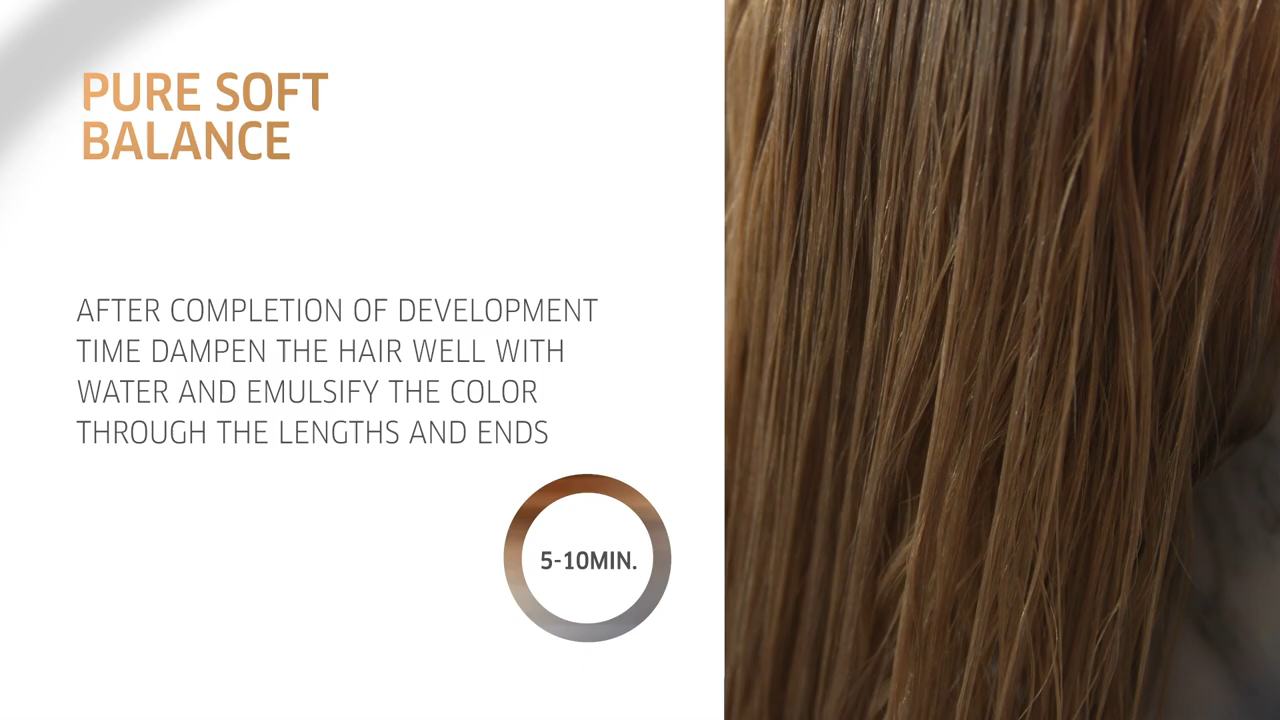 PURE SOFT
BALANCE
AFTER COMPLETION OF DEVELOPMENT
TIME DAMPEN THE HAIR WELL WITH
WATER AND EMULSIFY THE COLOR
THROUGH THE LENGTHS AND ENDS
5-10MIN.